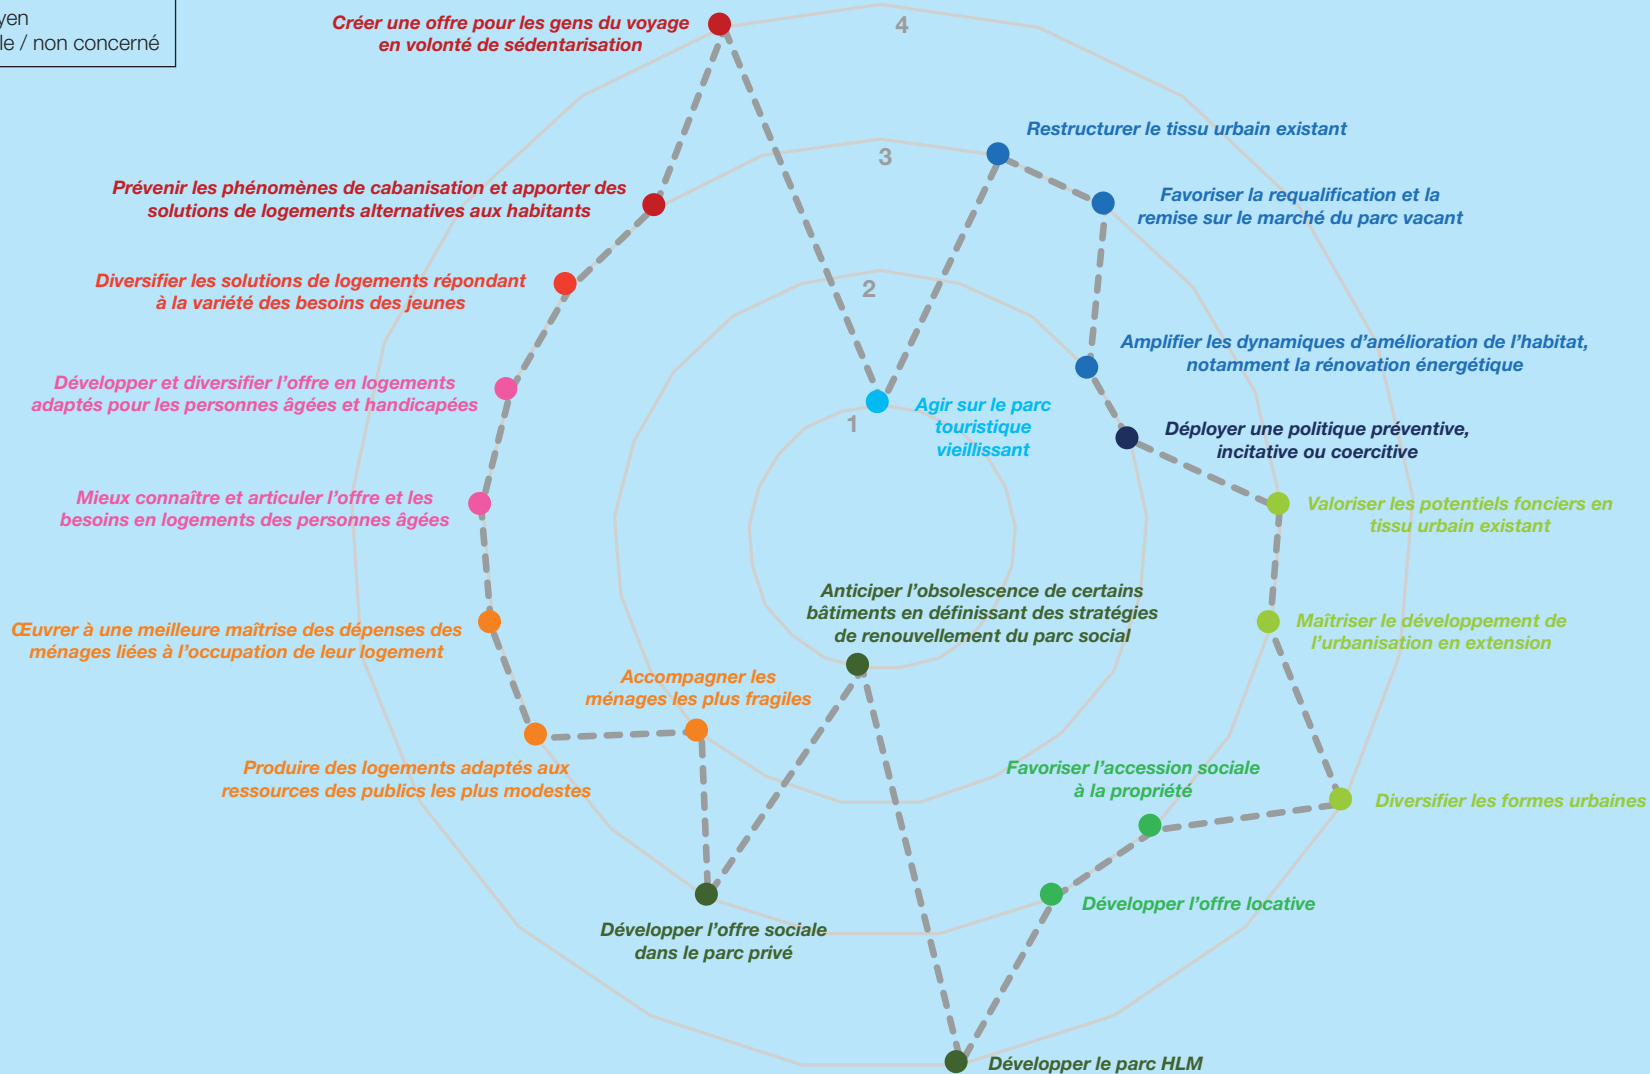 yen
le / non concerné
Créer une offre pour les gens du voyage
en volonté de sédentarisation
4
Restructurer le tissu urbain existant
3
Prévenir les phénomènes de cabanisation et apporter des
solutions de logements alternatives aux habitants
Favoriser la requalification et la
remise sur le marché du parc vacant
Diversifier les solutions de logements répondant
à la variété des besoins des jeunes
2
Amplifier les dynamiques d'amélioration de l'habitat,
notamment la rénovation énergétique
Développer et diversifier l'offre en logements
adaptés pour les personnes âgées et handicapées
1
Agir sur le parc
touristique
vieillissant
Déployer une politique préventive,
incitative ou coercitive
Mieux connaître et articuler l'offre et les
besoins en logements des personnes âgées
Valoriser les potentiels fonciers en
tissu urbain existant
Anticiper l'obsolescence de certains
bâtiments en définissant des stratégies
de renouvellement du parc social
Œuvrer à une meilleure maîtrise des dépenses des
ménages liées à l'occupation de leur logement
Maîtriser le développement de
l'urbanisation en extension
Accompagner les
ménages les plus fragiles
Produire des logements adaptés aux
ressources des publics les plus modestes
Favoriser l'accession sociale
à la propriété
Diversifier les formes urbaines
Développer l'offre locative
Développer l'offre sociale
dans le parc privé
Développer le parc HLM